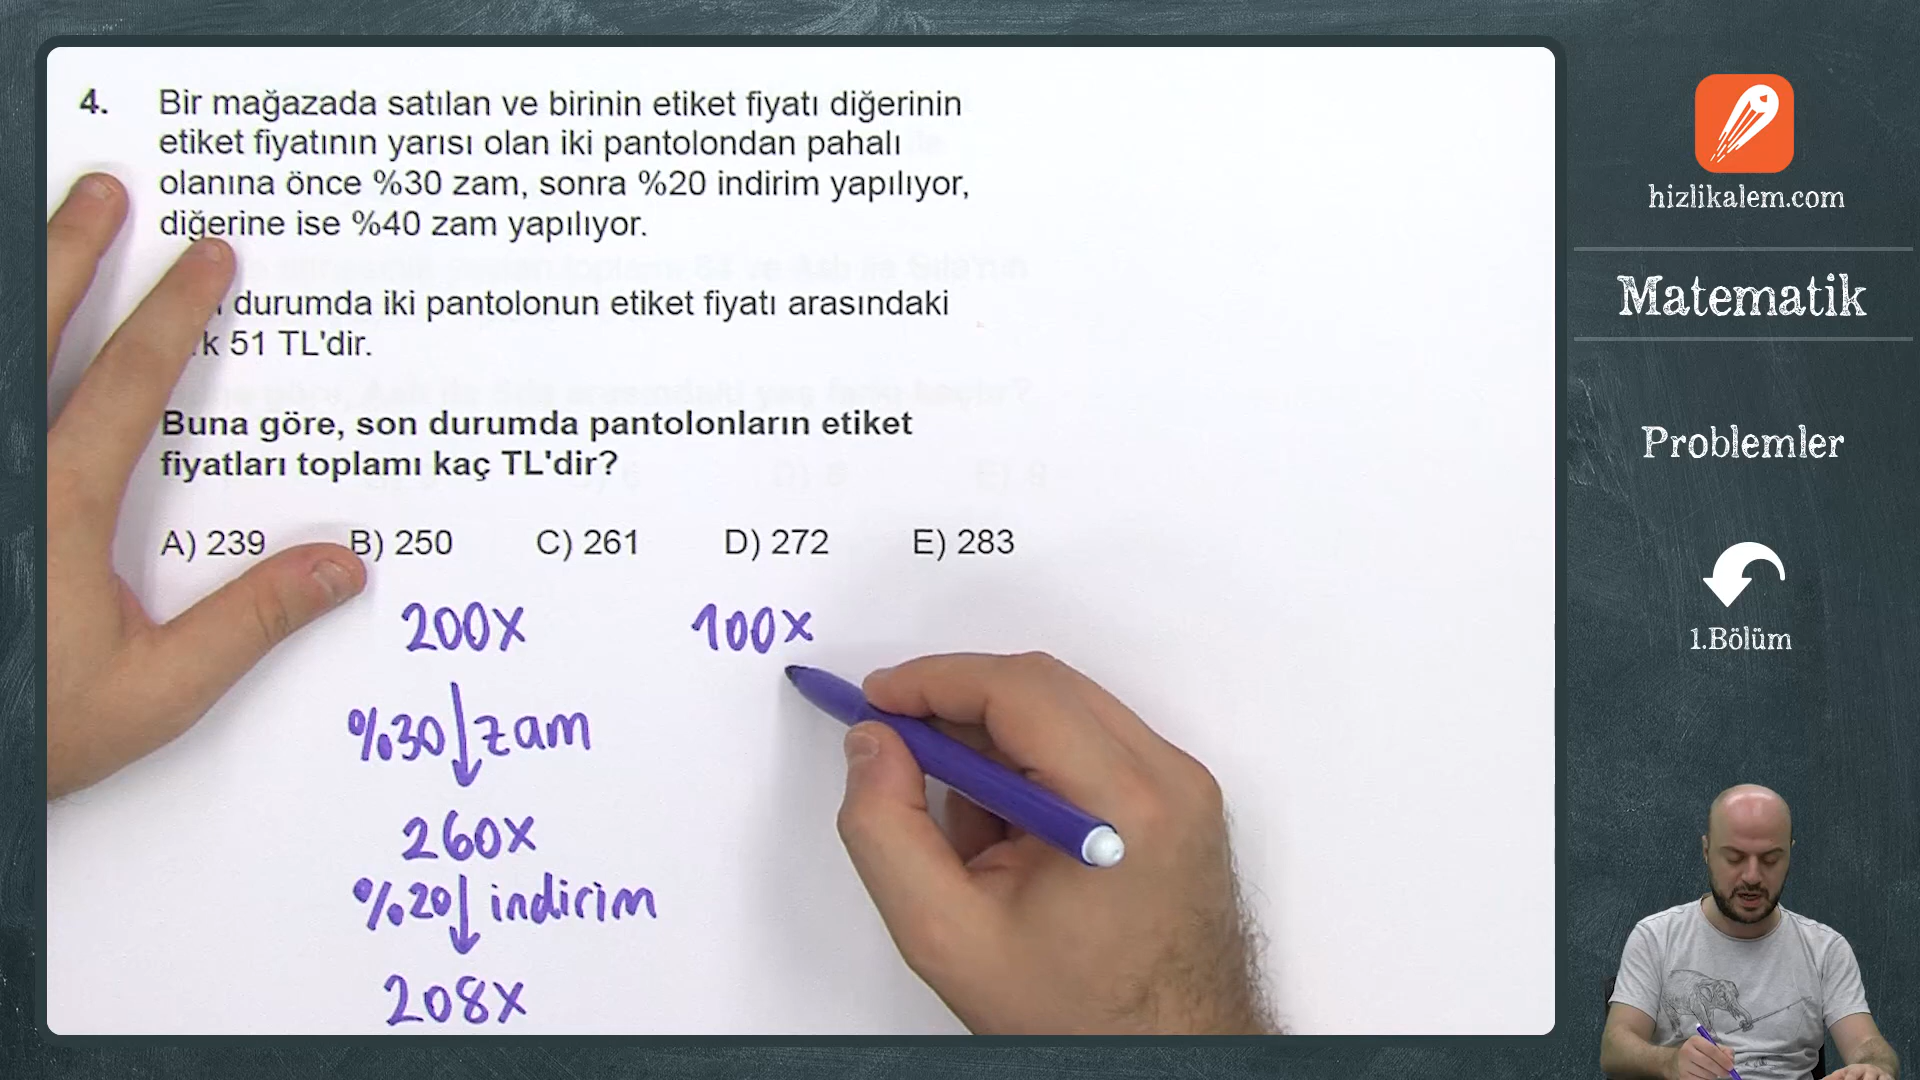 4. Bir mağazada satılan ve birinin etiket fiyatı diğerinin
etiket fiyatının yarısı olan iki pantolondan pahalı
olanına önce %30 zam, sonra %20 indirim yapılıyor,
diğerine ise %40 zam yapılıyor.
durumda iki pantolonun etiket fiyatı arasındaki
51 TL'dir.
Buna göre, son durumda pantolonların etiket
fiyatları toplamı kaç TL'dir?
A) 239 B) 250 C) 261 D) 272 E) 283
200x 100x
%30 zam
260x
%20 indirim
208x
hizlikalem.com
Matematik
Problemler
1.Bölüm